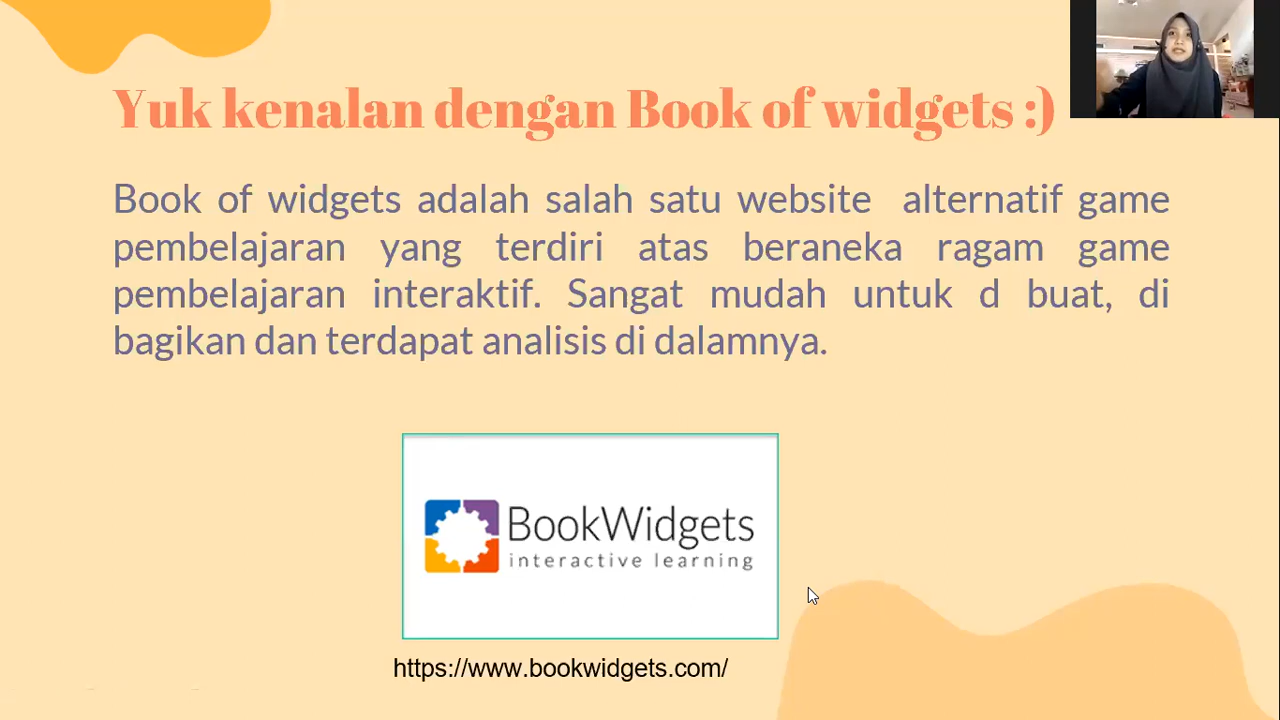 Yuk kenalan dengan Book of widgets :)
Book of widgets adalah salah satu website alternatif game
pembelajaran yang terdiri atas beraneka ragam game
pembelajaran interaktif. Sangat mudah untuk d buat, di
bagikan dan terdapat analisis di dalamnya.
BookWidgets
interactive learning
https://www.bookwidgets.com/